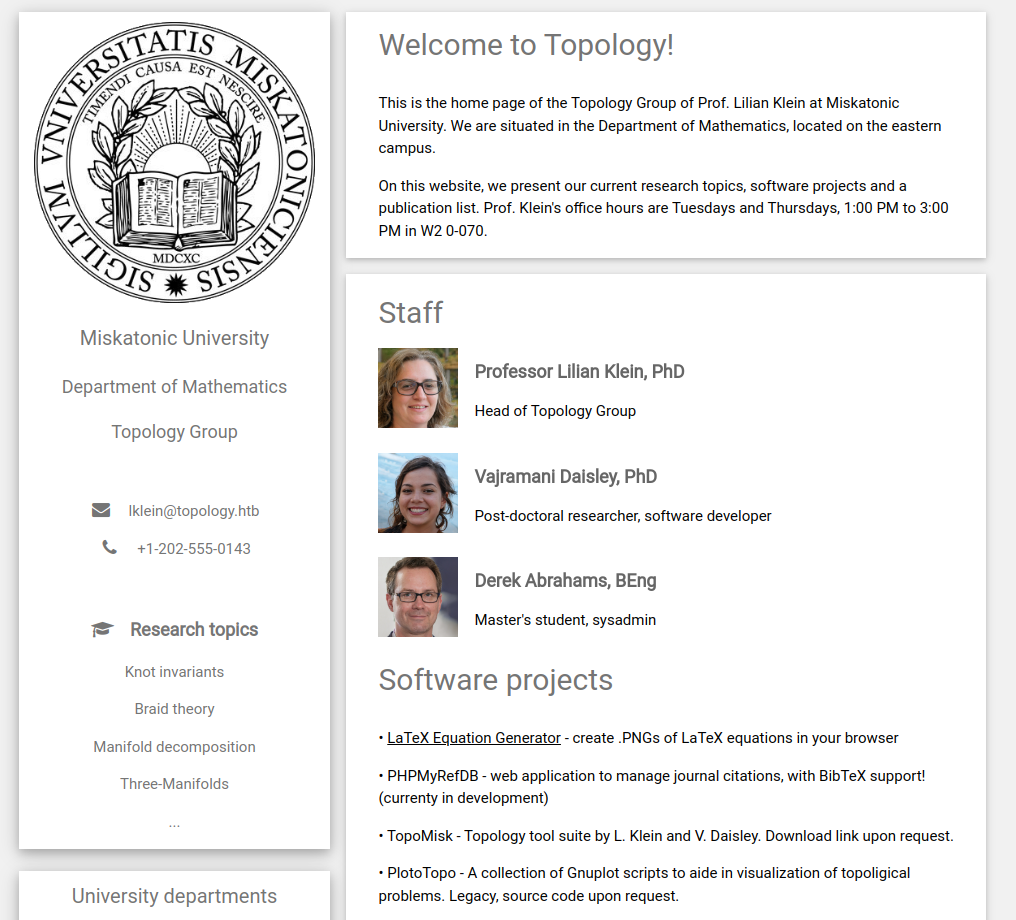 SIGILLVM VNIVERSITATIS MISKATONICIENSIS
TIMENDI CAUSA EST NESCIRE
MDCXC
Miskatonic University
Department of Mathematics
Topology Group
lklein@topology.htb
+1-202-555-0143
Research topics
Knot invariants
Braid theory
Manifold decomposition
Three-Manifolds
...
University departments
Welcome to Topology!
This is the home page of the Topology Group of Prof. Lilian Klein at Miskatonic
University. We are situated in the Department of Mathematics, located on the eastern
campus.
On this website, we present our current research topics, software projects and a
publication list. Prof. Klein's office hours are Tuesdays and Thursdays, 1:00 PM to 3:00
PM in W2 0-070.
Staff
Professor Lilian Klein, PhD
Head of Topology Group
Vajramani Daisley, PhD
Post-doctoral researcher, software developer
Derek Abrahams, BEng
Master's student, sysadmin
Software projects
• LaTeX Equation Generator - create .PNGs of LaTeX equations in your browser
• PHPMyRefDB - web application to manage journal citations, with BibTeX support!
(currenty in development)
• TopoMisk - Topology tool suite by L. Klein and V. Daisley. Download link upon request.
• PlotoTopo - A collection of Gnuplot scripts to aide in visualization of topoligical
problems. Legacy, source code upon request.